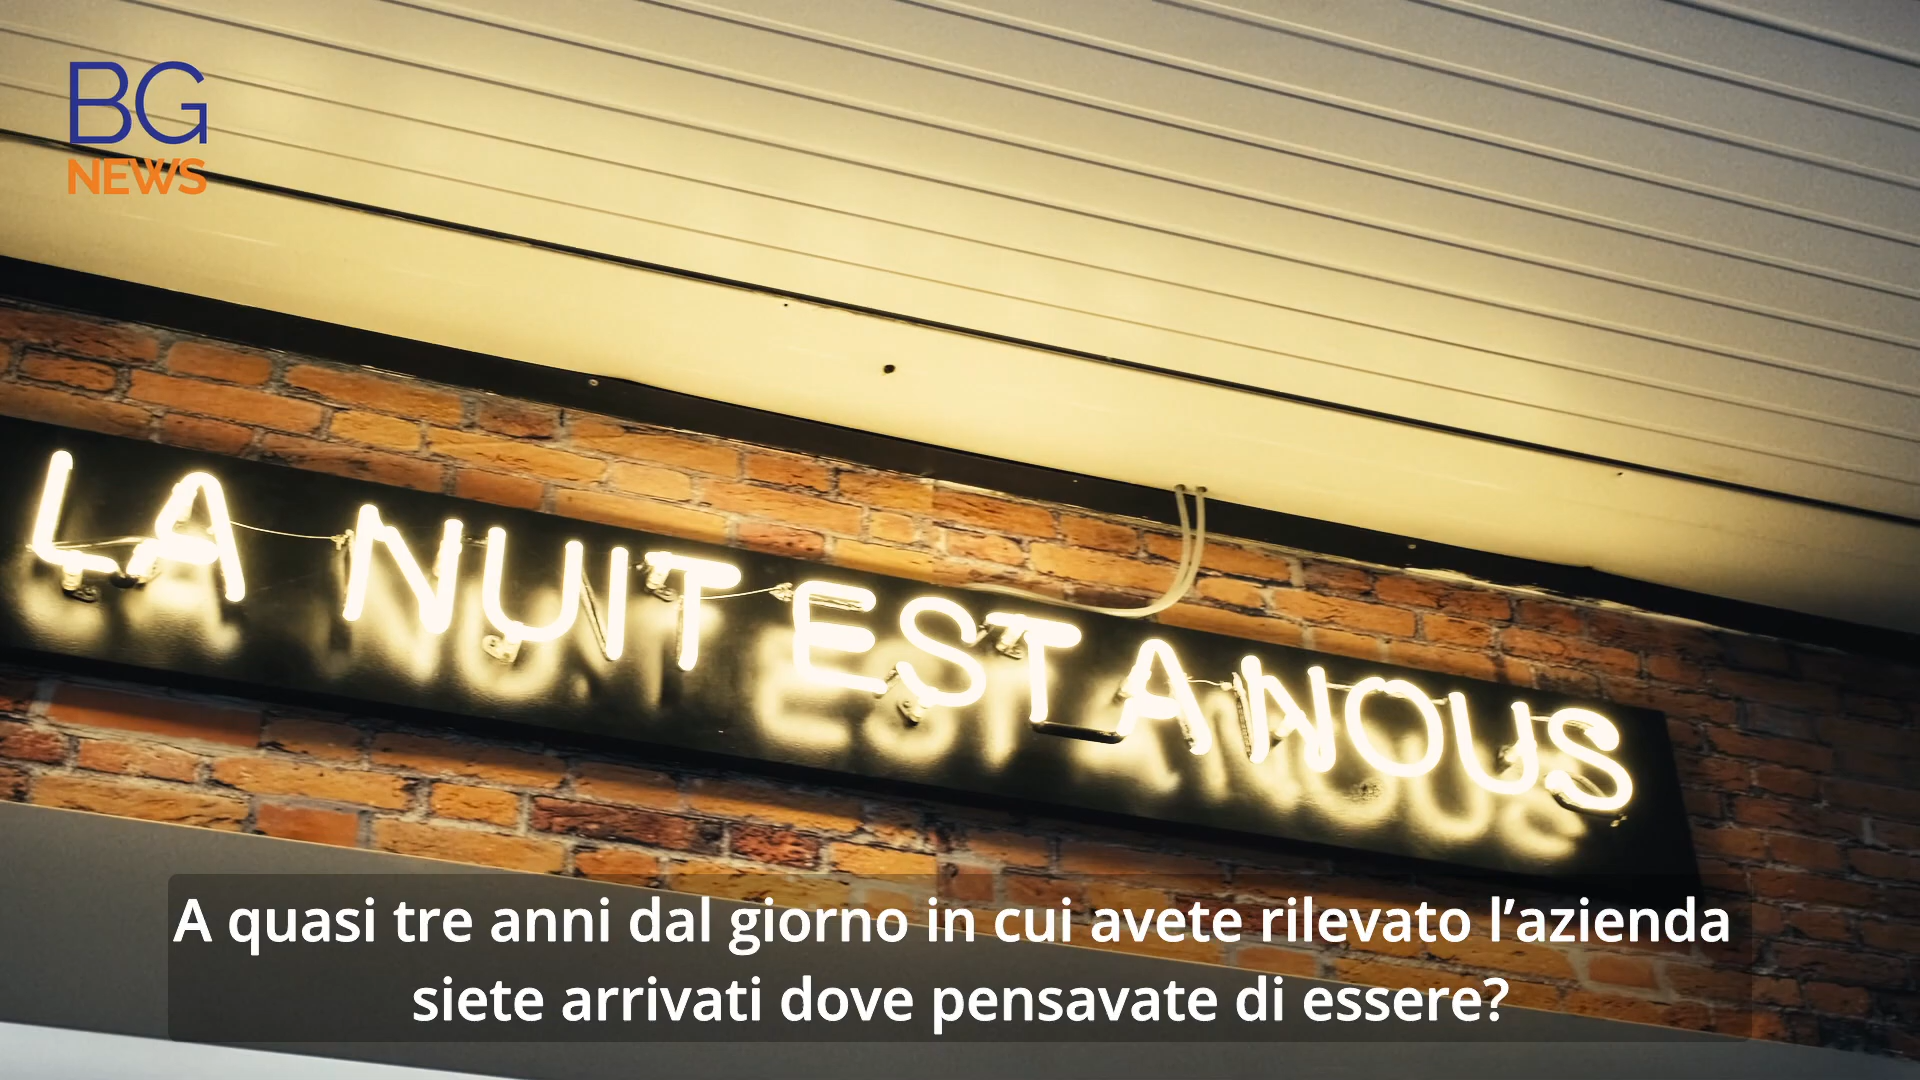 BG
NEWS
LA NUIT EST A NOUS
A quasi tre anni dal giorno in cui avete rilevato l’azienda
siete arrivati dove pensavate di essere?